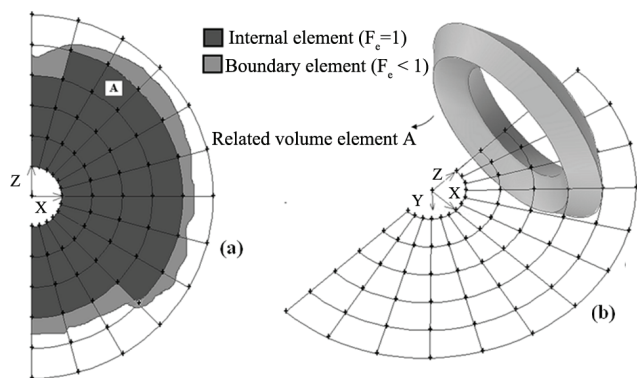 Internal element (Fe=1)
Boundary element (Fe < 1)
A
Related volume element A
Z
X
(a)
Z
X
Y
(b)